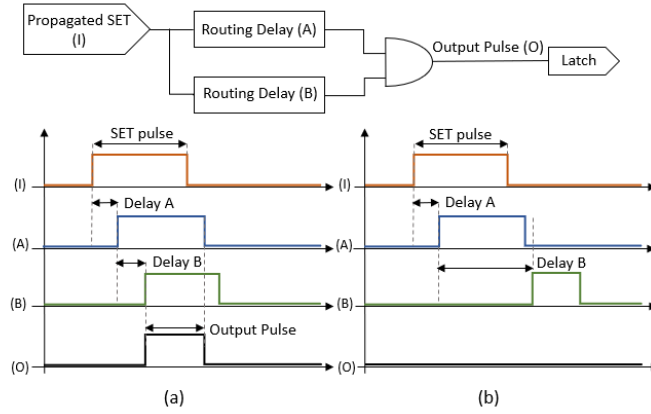 Propagated SET
(I)
Routing Delay (A)
Routing Delay (B)
Output Pulse (O)
Latch
SET pulse
(I)
Delay A
(A)
Delay B
(B)
Output Pulse
(O)
(a)
SET pulse
(I)
Delay A
(A)
Delay B
(B)
(O)
(b)